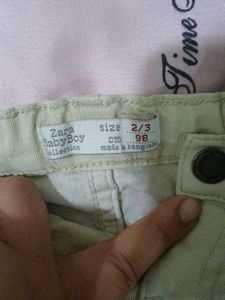 Time
Zara
BabyBoy
Collection
size 2/3
cm 98
made in Bangladesh